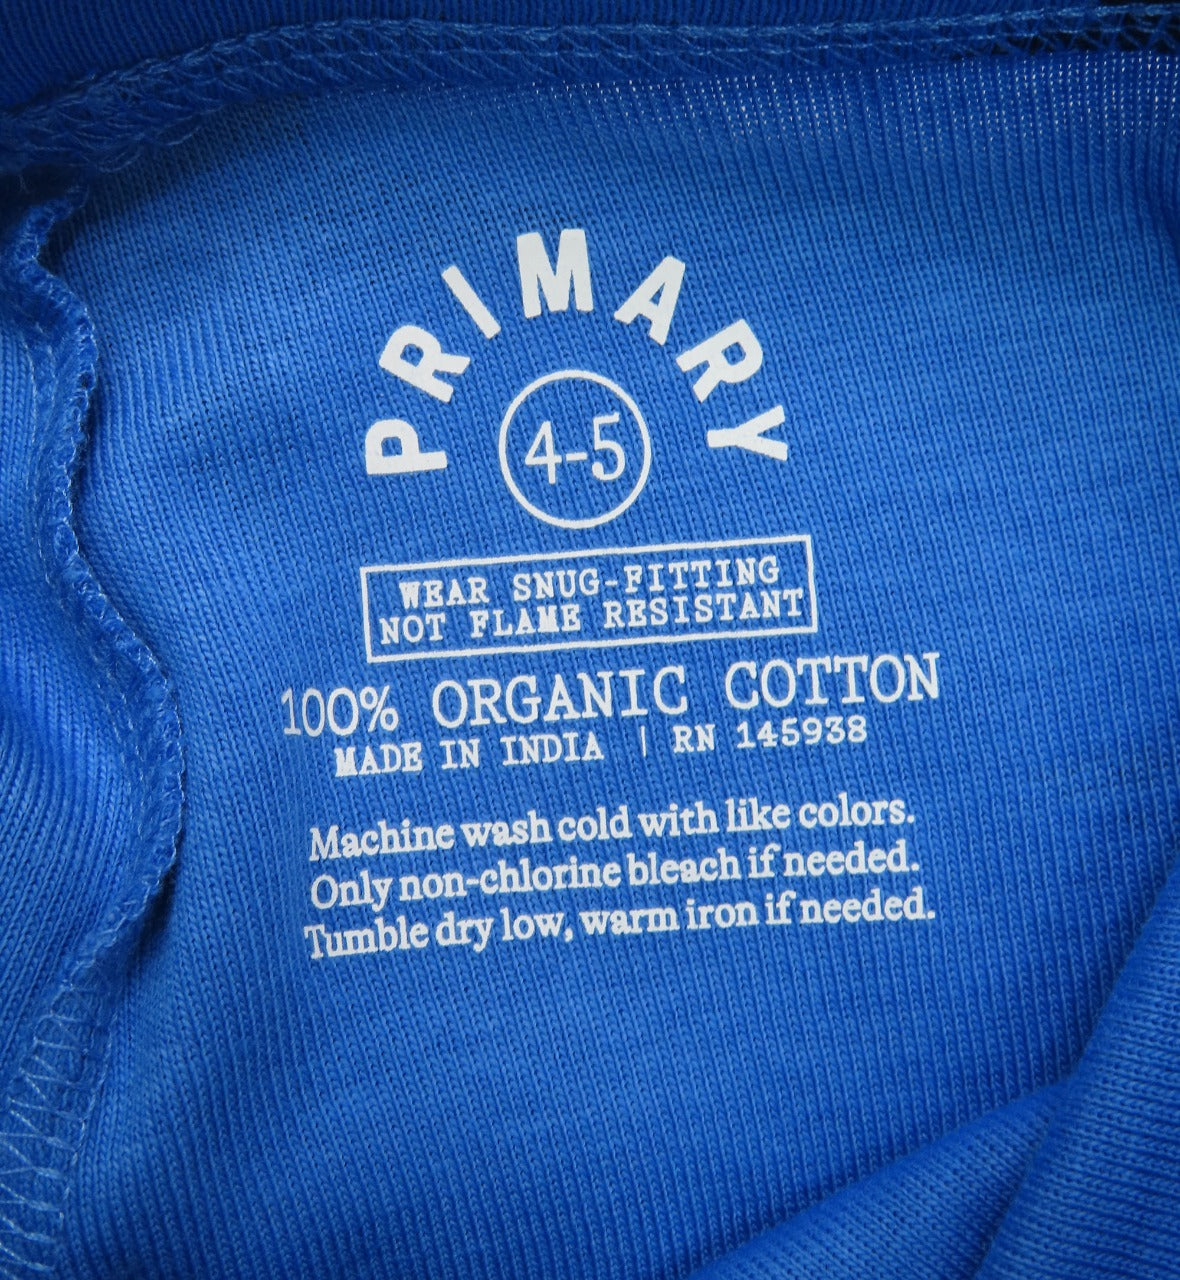 PRIMARY
4-5
WEAR SNUG-FITTING
NOT FLAME RESISTANT
100% ORGANIC COTTON
MADE IN INDIA | RN 145938
Machine wash cold with like colors.
Only non-chlorine bleach if needed.
Tumble dry low, warm iron if needed.